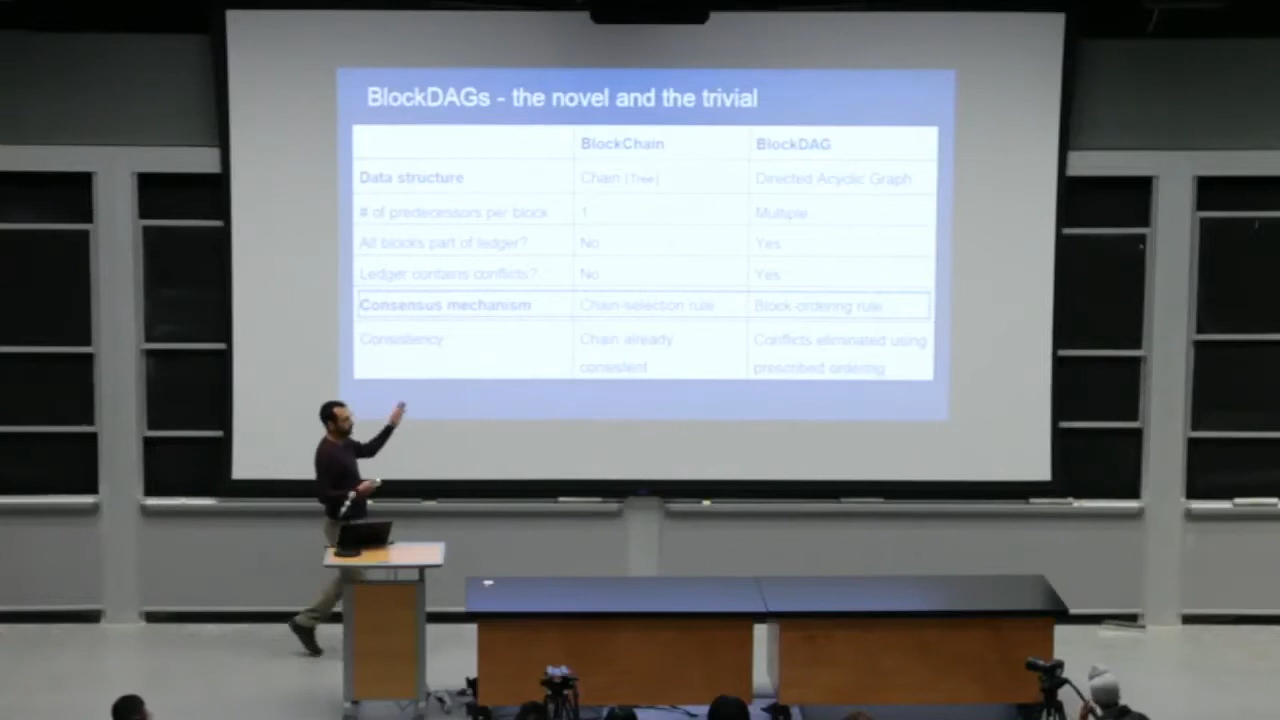 BlockDAGs - the novel and the trivial
BlockChain BlockDAG
Data structure Chain (Tree) Directed Acyclic Graph
# of predecessors per block 1 Multiple
All blocks part of ledger? No Yes
Ledger contains conflicts? No Yes
Consensus mechanism Chain-selection rule Block-ordering rule
Consistency Chain already Conflicts eliminated using
consistent prescribed ordering